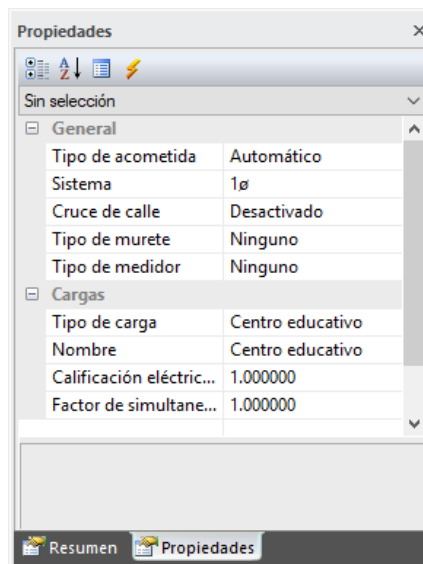 Propiedades
Sin selección
General
Tipo de acometida Automático
Sistema 1ø
Cruce de calle Desactivado
Tipo de murete Ninguno
Tipo de medidor Ninguno
Cargas
Tipo de carga Centro educativo
Nombre Centro educativo
Calificación eléctric... 1.000000
Factor de simultane... 1.000000
Resumen Propiedades